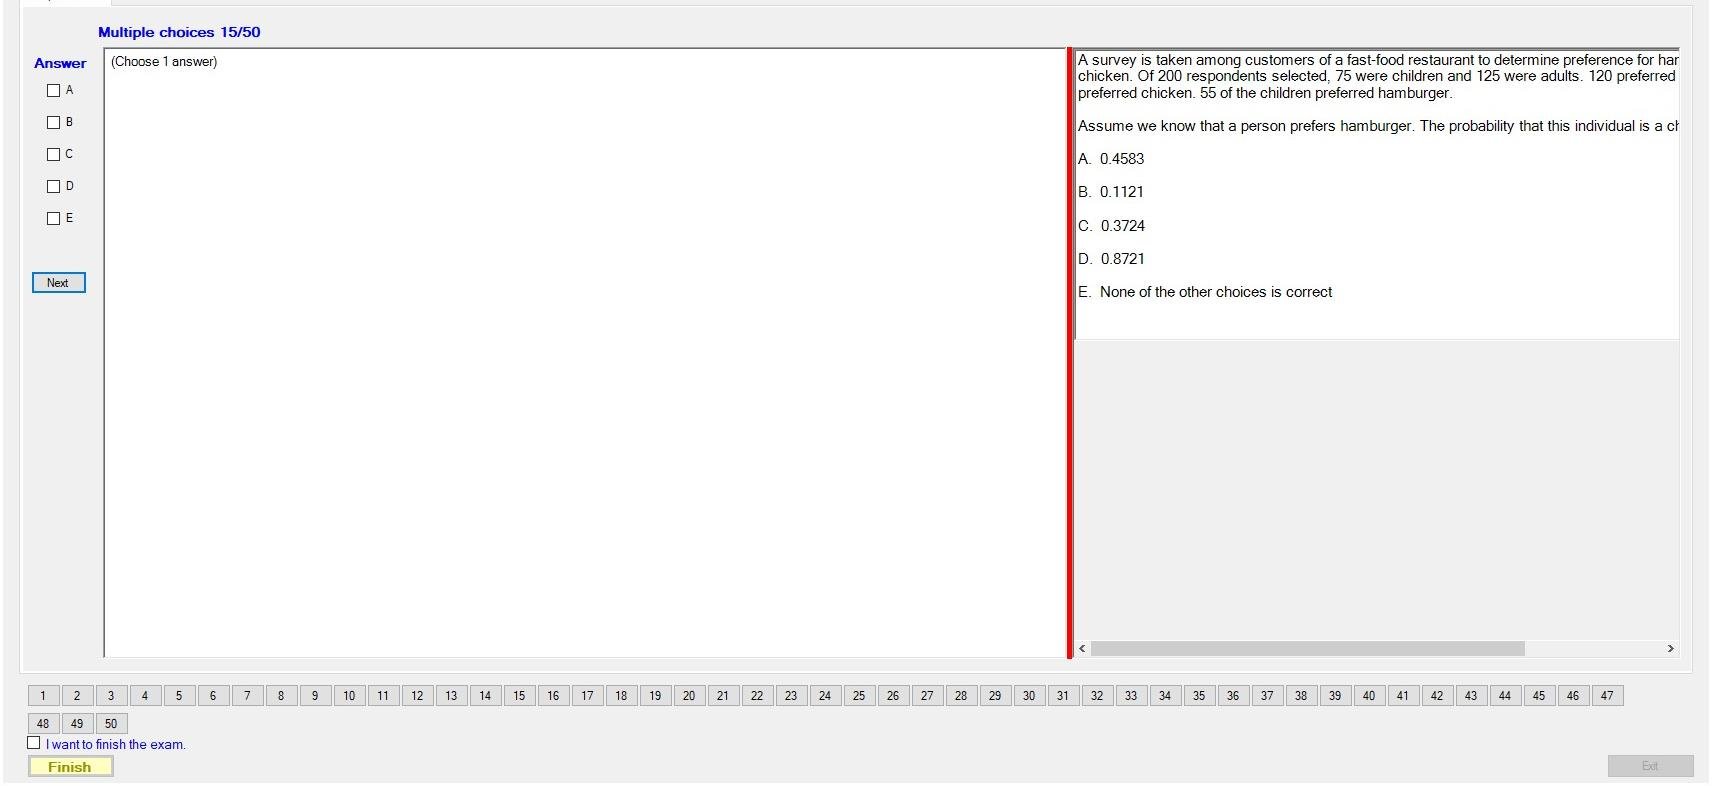 Multiple choices 15/50
Answer
(Choose 1 answer)
A
B
C
D
E
Next
A survey is taken among customers of a fast-food restaurant to determine preference for
chicken. Of 200 respondents selected, 75 were children and 125 were adults. 120 preferred
preferred chicken. 55 of the children preferred hamburger.
Assume we know that a person prefers hamburger. The probability that this individual is a
A. 0.4583
B. 0.1121
C. 0.3724
D. 0.8721
E. None of the other choices is correct
1 2 3 4 5 6 7 8 9 10 11 12 13 14 15 16 17 18 19 20 21 22 23 24 25 26 27 28 29 30 31 32 33 34 35 36 37 38 39 40 41 42 43 44 45 46 47
48 49 50
I want to finish the exam.
Finish
Exit